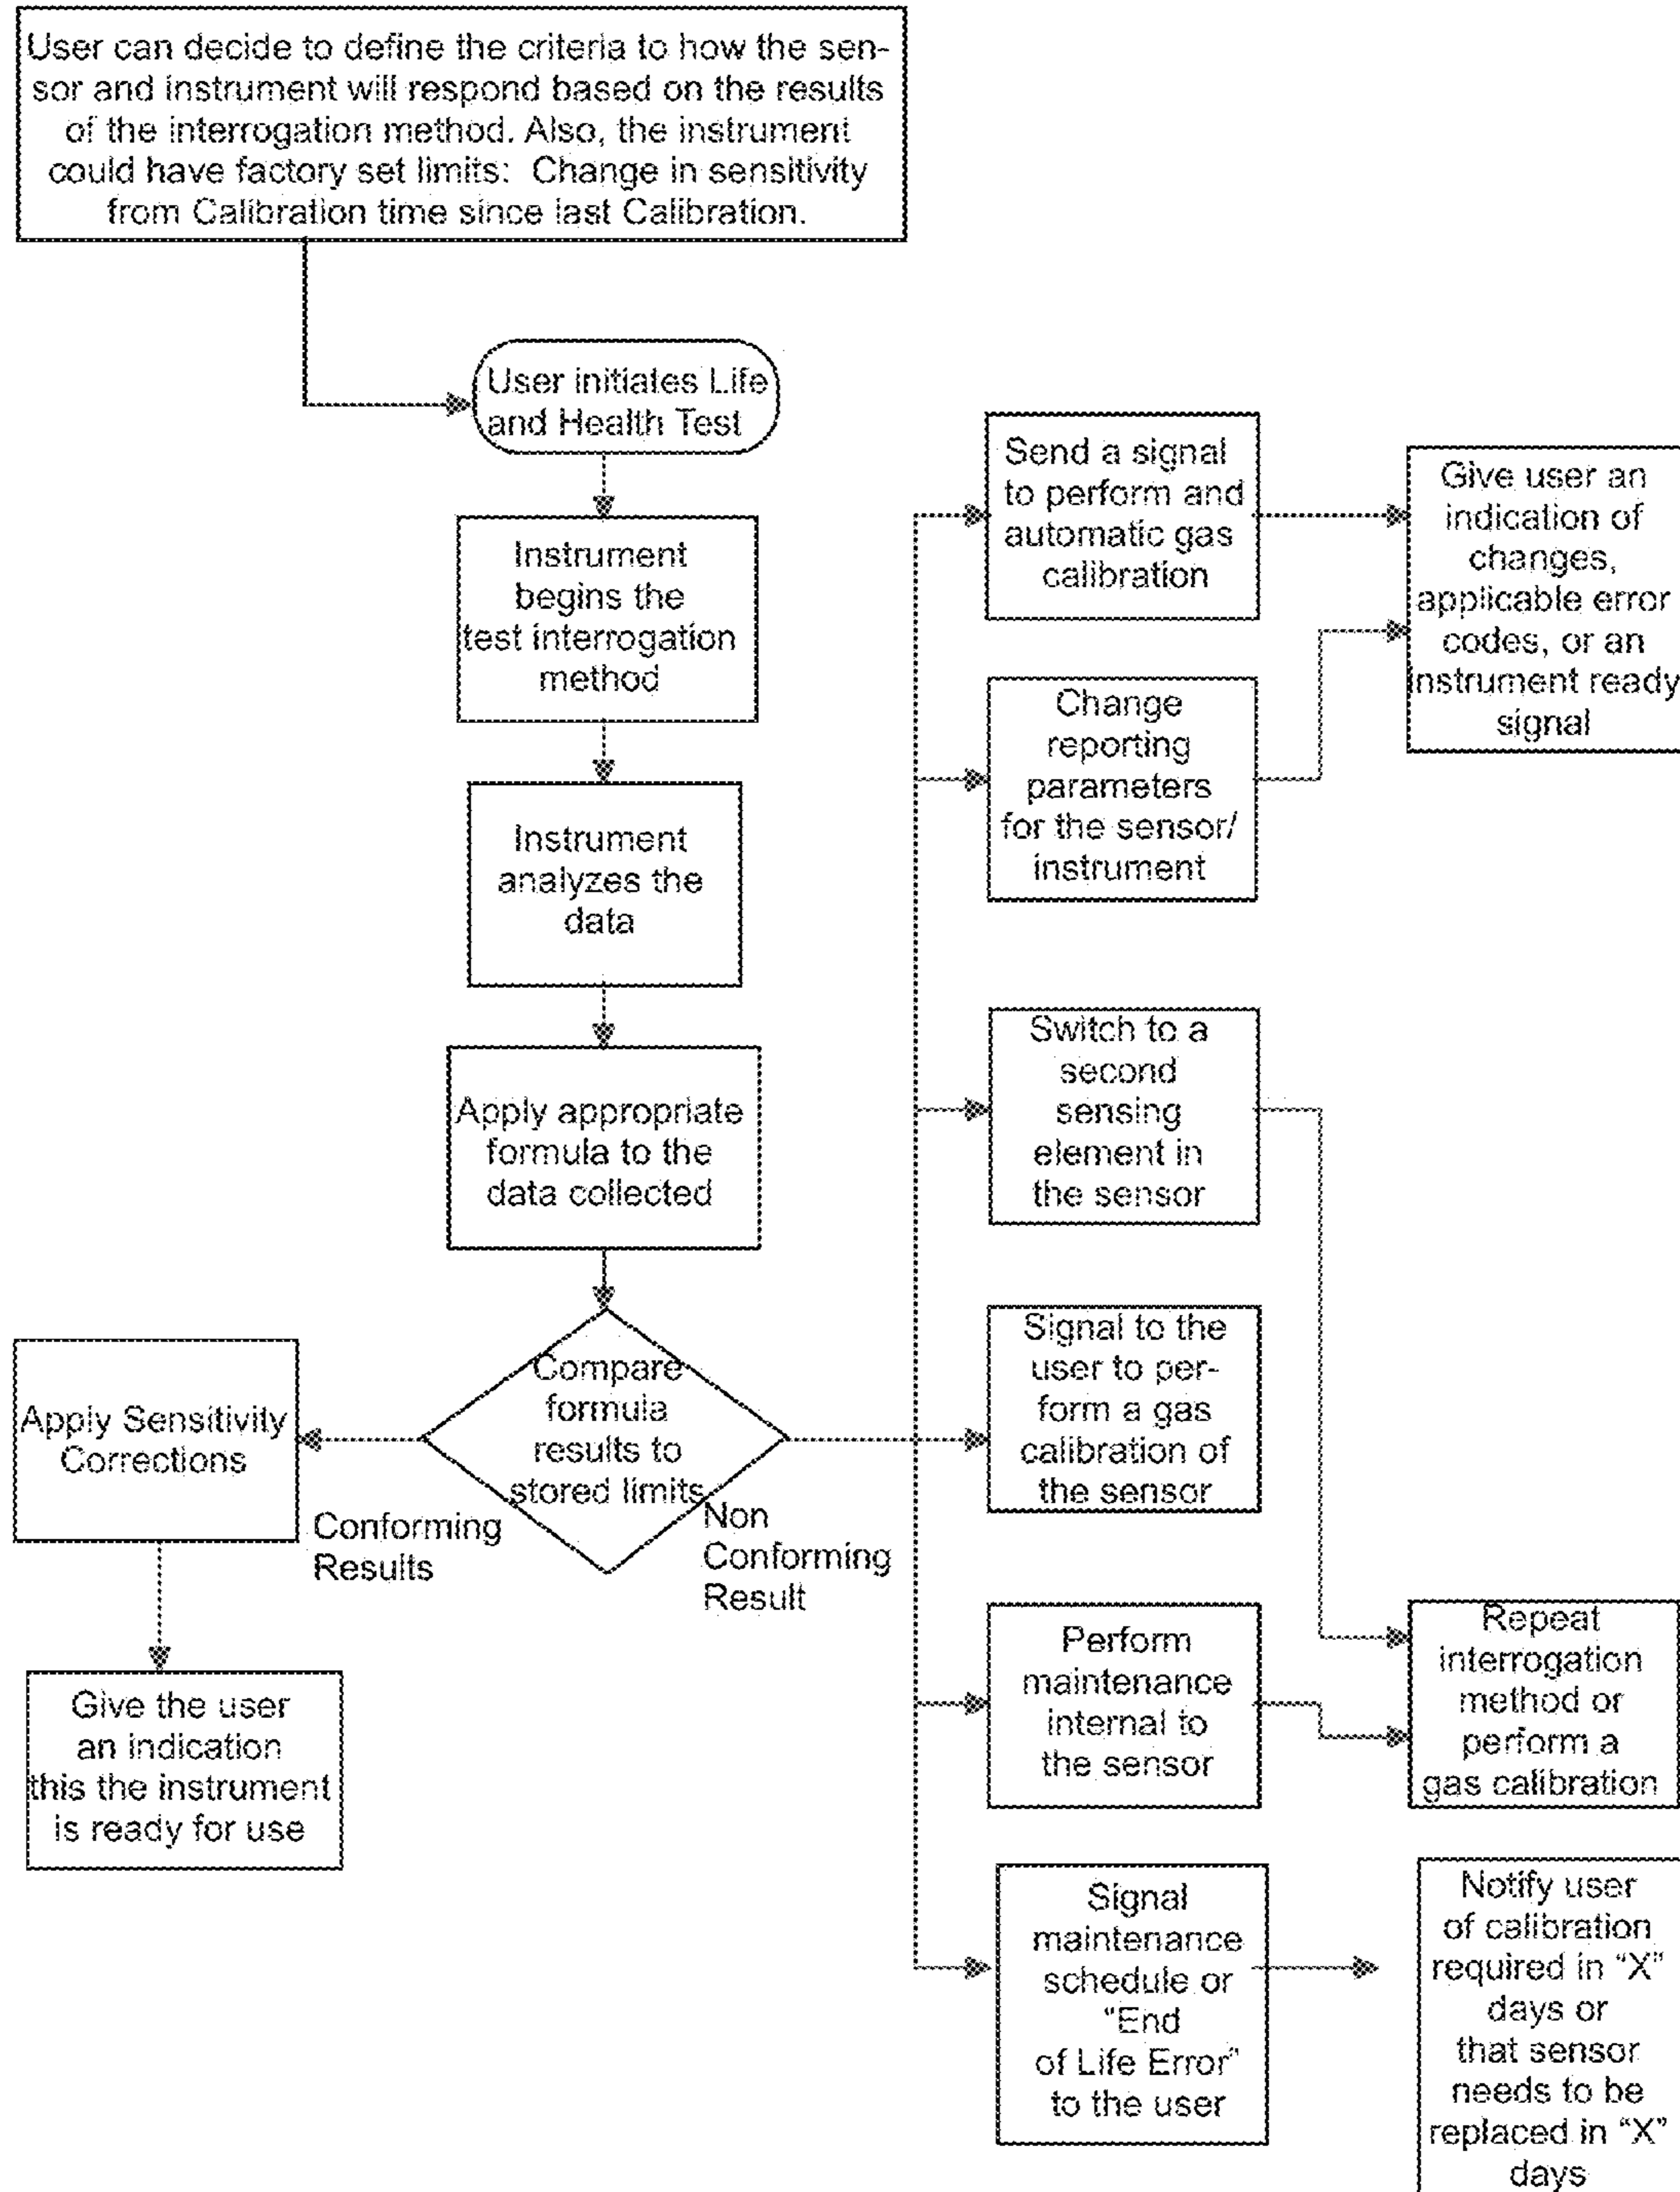 User can decide to define the criteria to how the sen-
sor and instrument will respond based on the results
of the interrogation method. Also, the instrument
could have factory set limits: Change in sensitivity
from Calibration time since last Calibration.
User initiates Life
and Health Test
Instrument
begins the
test interrogation
method
Instrument
analyzes the
data
Apply appropriate
formula to the
data collected
Compare
formula
results to
stored limits
Conforming
Results
Non
Conforming
Result
Apply Sensitivity
Corrections
Give the user
an indication
this the instrument
is ready for use
Send a signal
to perform and
automatic gas
calibration
Change
reporting
parameters
for the sensor/
instrument
Give user an
indication of
changes,
applicable error
codes, or an
instrument ready
signal
Switch to a
second
sensing
element in
the sensor
Signal to the
user to per-
form a gas
calibration of
the sensor
Perform
maintenance
internal to
the sensor
Repeat
interrogation
method or
perform a
gas calibration
Signal
maintenance
schedule or
"End
of Life Error"
to the user
Notify user
of calibration
required in "X"
days or
that sensor
needs to be
replaced in "X"
days